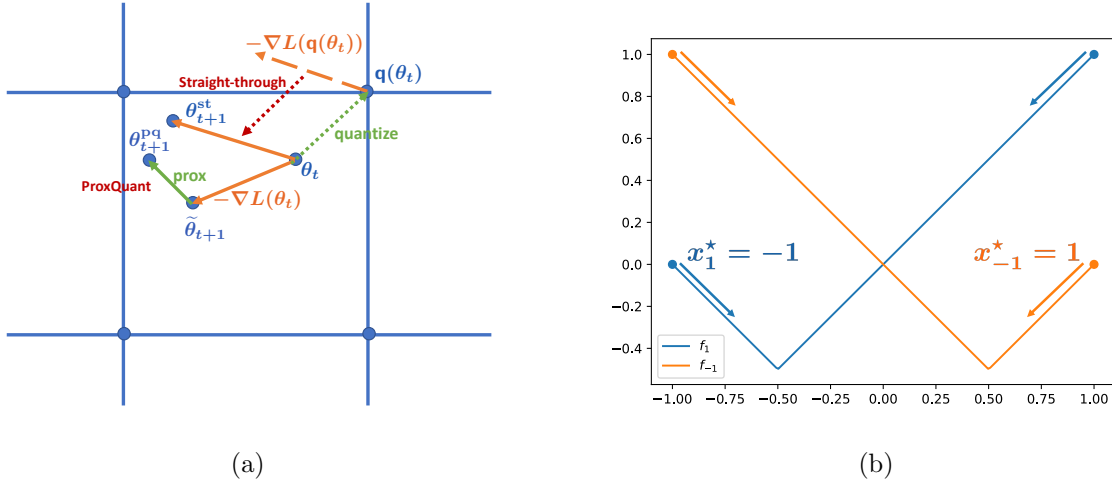 −∇L(q(θ_t))
q(θ_t)
Straight-through
θ^{st}_{t+1}
quantize
θ^{pq}_{t+1}
θ_t
prox
ProxQuant
−∇L(θ_t)
θ̃_{t+1}
(a)
1.0
0.8
0.6
0.4
0.2
0.0
−0.2
−0.4
x^⋆_1 = −1
x^⋆_{−1} = 1
f_1
f_{−1}
−1.00 −0.75 −0.50 −0.25 0.00 0.25 0.50 0.75 1.00
(b)